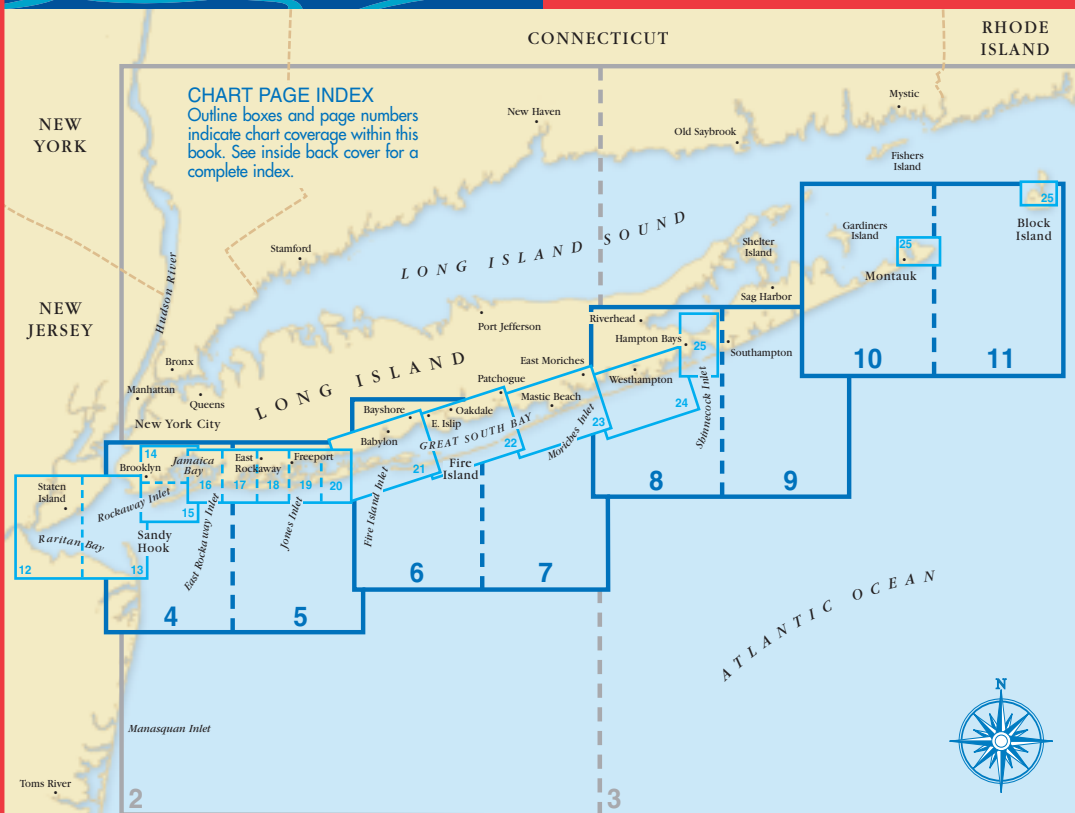 CONNECTICUT
RHODE
ISLAND
NEW
YORK
CHART PAGE INDEX
Outline boxes and page numbers
indicate chart coverage within this
book. See inside back cover for a
complete index.
New Haven
Old Saybrook
Mystic
Fishers
Island
25
Block
Island
Gardiners
Island
25
Montauk
Shelter
Island
Sag Harbor
Stamford
LONG ISLAND SOUND
Hudson River
NEW
JERSEY
Port Jefferson
Riverhead
Hampton Bays
25
Southampton
Bronx
Manhattan
Queens
New York City
LONG ISLAND
East Moriches
Westhampton
Patchogue
Mastic Beach
24
Shinnecock Inlet
10
11
Bayshore
Oakdale
E. Islip
Babylon
GREAT SOUTH BAY
22
Moriches Inlet
23
21
Fire
Island
Fire Island Inlet
14
Brooklyn
Jamaica
Bay
East
Rockaway
Freeport
16
17
18
19
20
Staten
Island
Rockaway Inlet
15
East Rockaway Inlet
Jones Inlet
Raritan Bay
Sandy
Hook
12
13
8
9
6
7
4
5
ATLANTIC OCEAN
Manasquan Inlet
Toms River
N
2
3